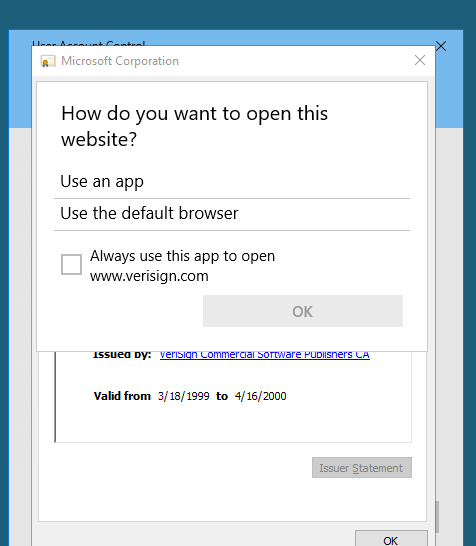 User Account Control
Microsoft Corporation
How do you want to open this
website?
Use an app
Use the default browser
Always use this app to open
www.verisign.com
OK
Issued by: VeriSign Commercial Software Publishers CA
Valid from 3/18/1999 to 4/16/2000
Issuer Statement
OK